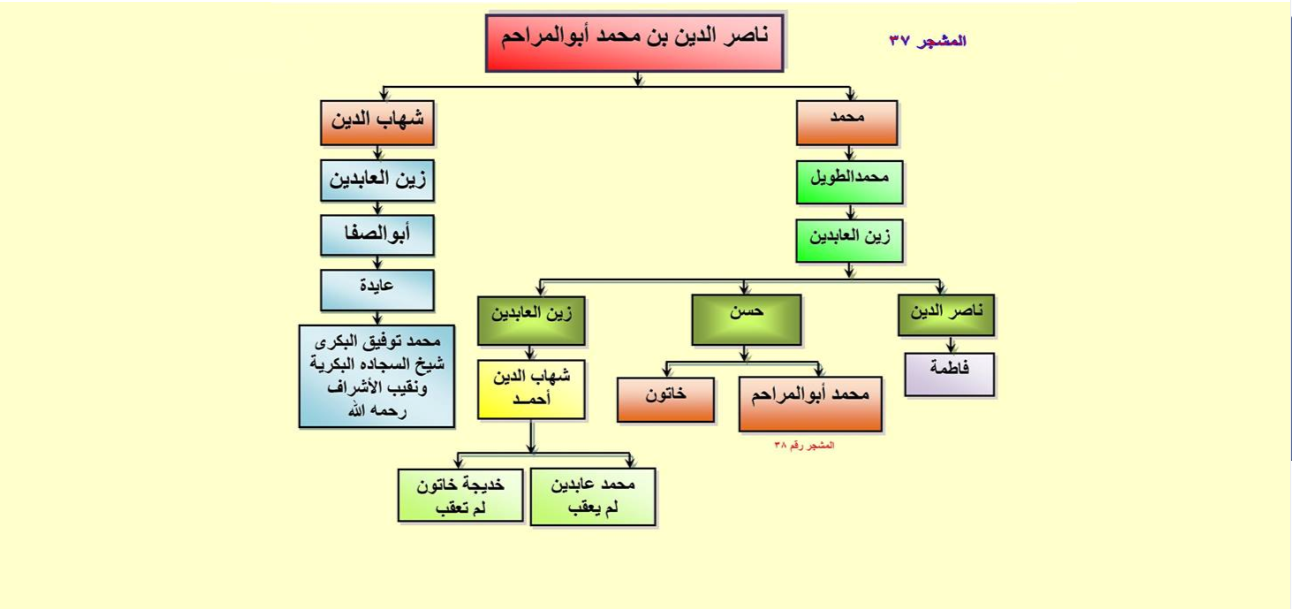 المشجر ٣٧
ناصر الدين بن محمد أبوالمراحم
محمد
شهاب الدين
محمدالطويل
زين العابدين
زين العابدين
أبوالصفا
عايدة
ناصر الدين
حسن
زين العابدين
محمد توفيق البكرى
شيخ السجاده البكرية
ونقيب الأشراف
رحمه الله
فاطمة
محمد أبوالمراحم
خاتون
شهاب الدين
أحمــد
المشجر رقم ٣٨
محمد عابدين
لم يعقب
خديجة خاتون
لم تعقب